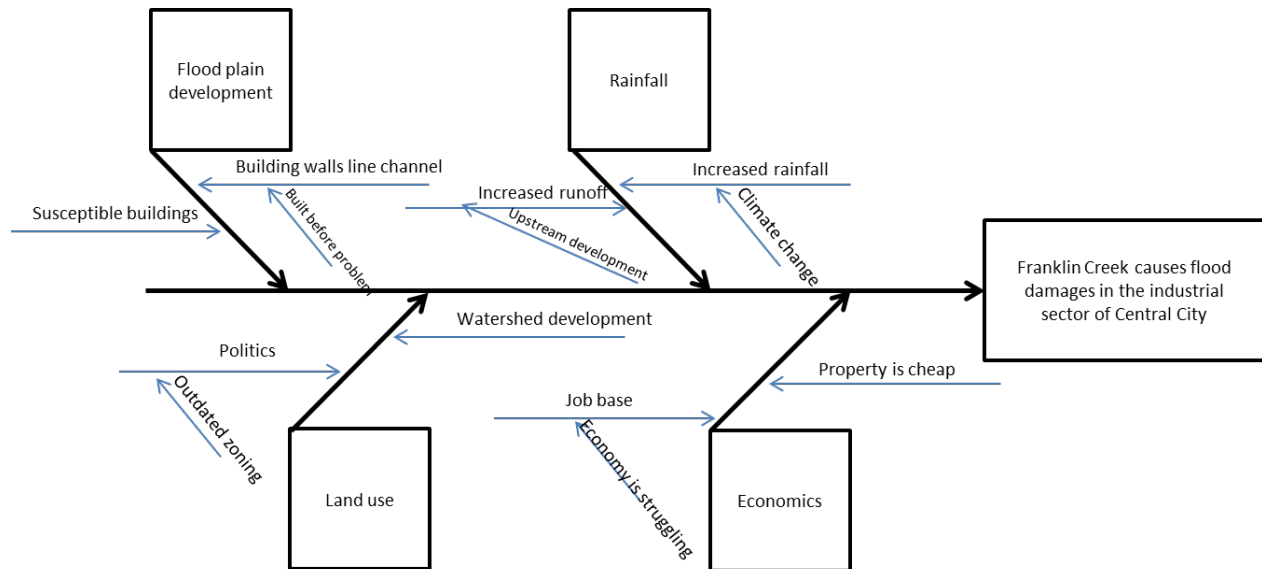 Flood plain
development
Rainfall
Building walls line channel
Increased rainfall
Increased runoff
Susceptible buildings
Built before problem
Upstream development
Climate change
Franklin Creek causes flood
damages in the industrial
sector of Central City
Watershed development
Politics
Property is cheap
Outdated zoning
Job base
Economy is struggling
Land use
Economics